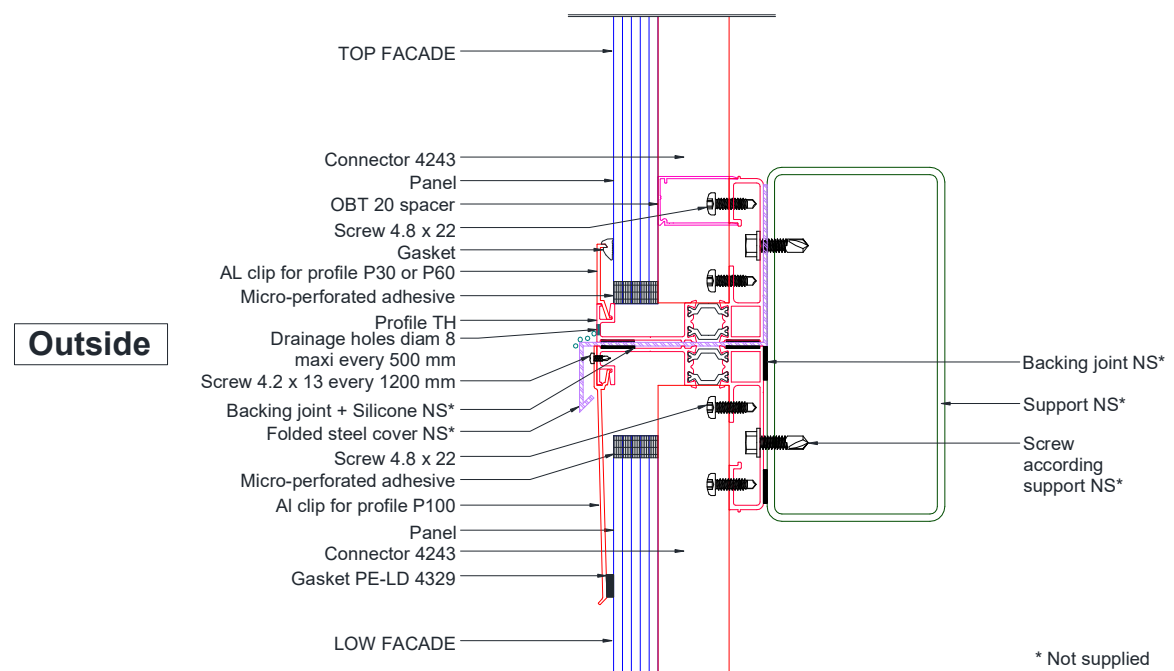 TOP FACADE
Connector 4243
Panel
OBT 20 spacer
Screw 4.8 x 22
Gasket
AL clip for profile P30 or P60
Micro-perforated adhesive
Profile TH
Drainage holes diam 8
maxi every 500 mm
Screw 4.2 x 13 every 1200 mm
Backing joint + Silicone NS*
Folded steel cover NS*
Screw 4.8 x 22
Micro-perforated adhesive
Al clip for profile P100
Panel
Connector 4243
Gasket PE-LD 4329
LOW FACADE
Outside
Backing joint NS*
Support NS*
Screw
according
support NS*
* Not supplied